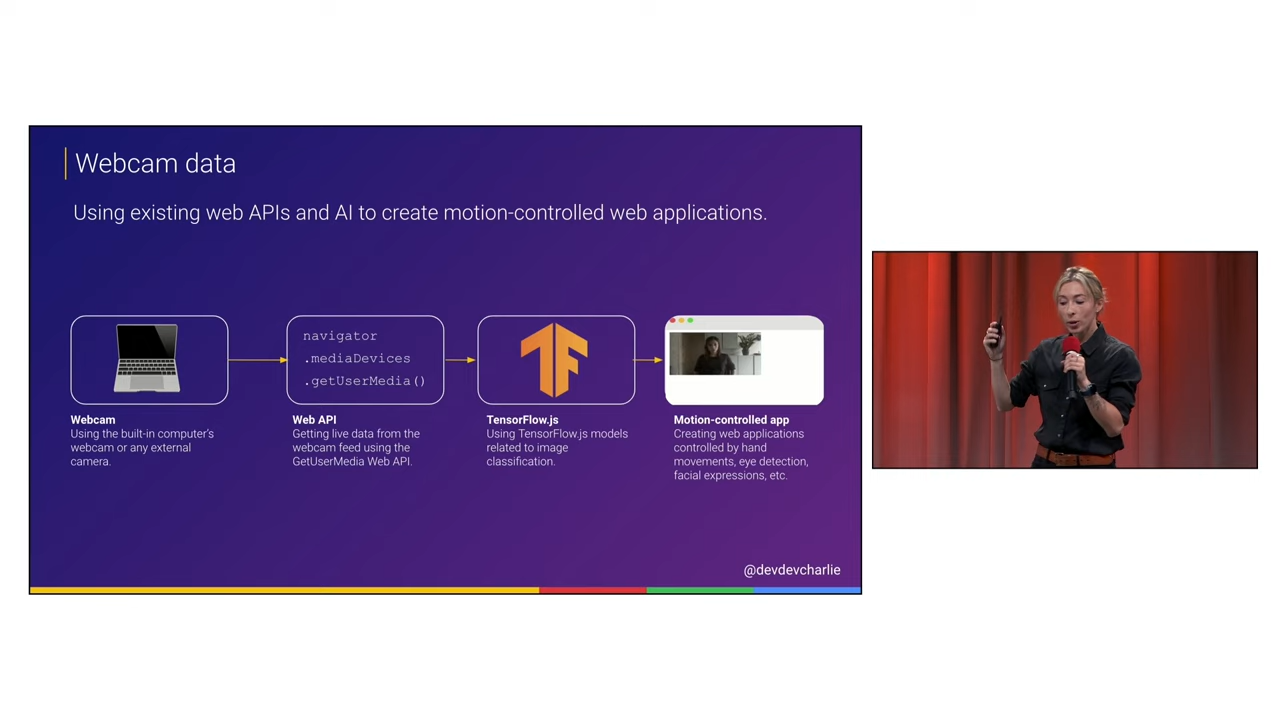 Webcam data
Using existing web APIs and AI to create motion-controlled web applications.
navigator
.mediaDevices
.getUserMedia()
Webcam
Using the built-in computer's
webcam or any external
camera.
Web API
Getting live data from the
webcam feed using the
GetUserMedia Web API.
TensorFlow.js
Using TensorFlow.js models
related to image
classification.
Motion-controlled app
Creating web applications
controlled by hand
movements, eye detection,
facial expressions, etc.
@devdevcharlie